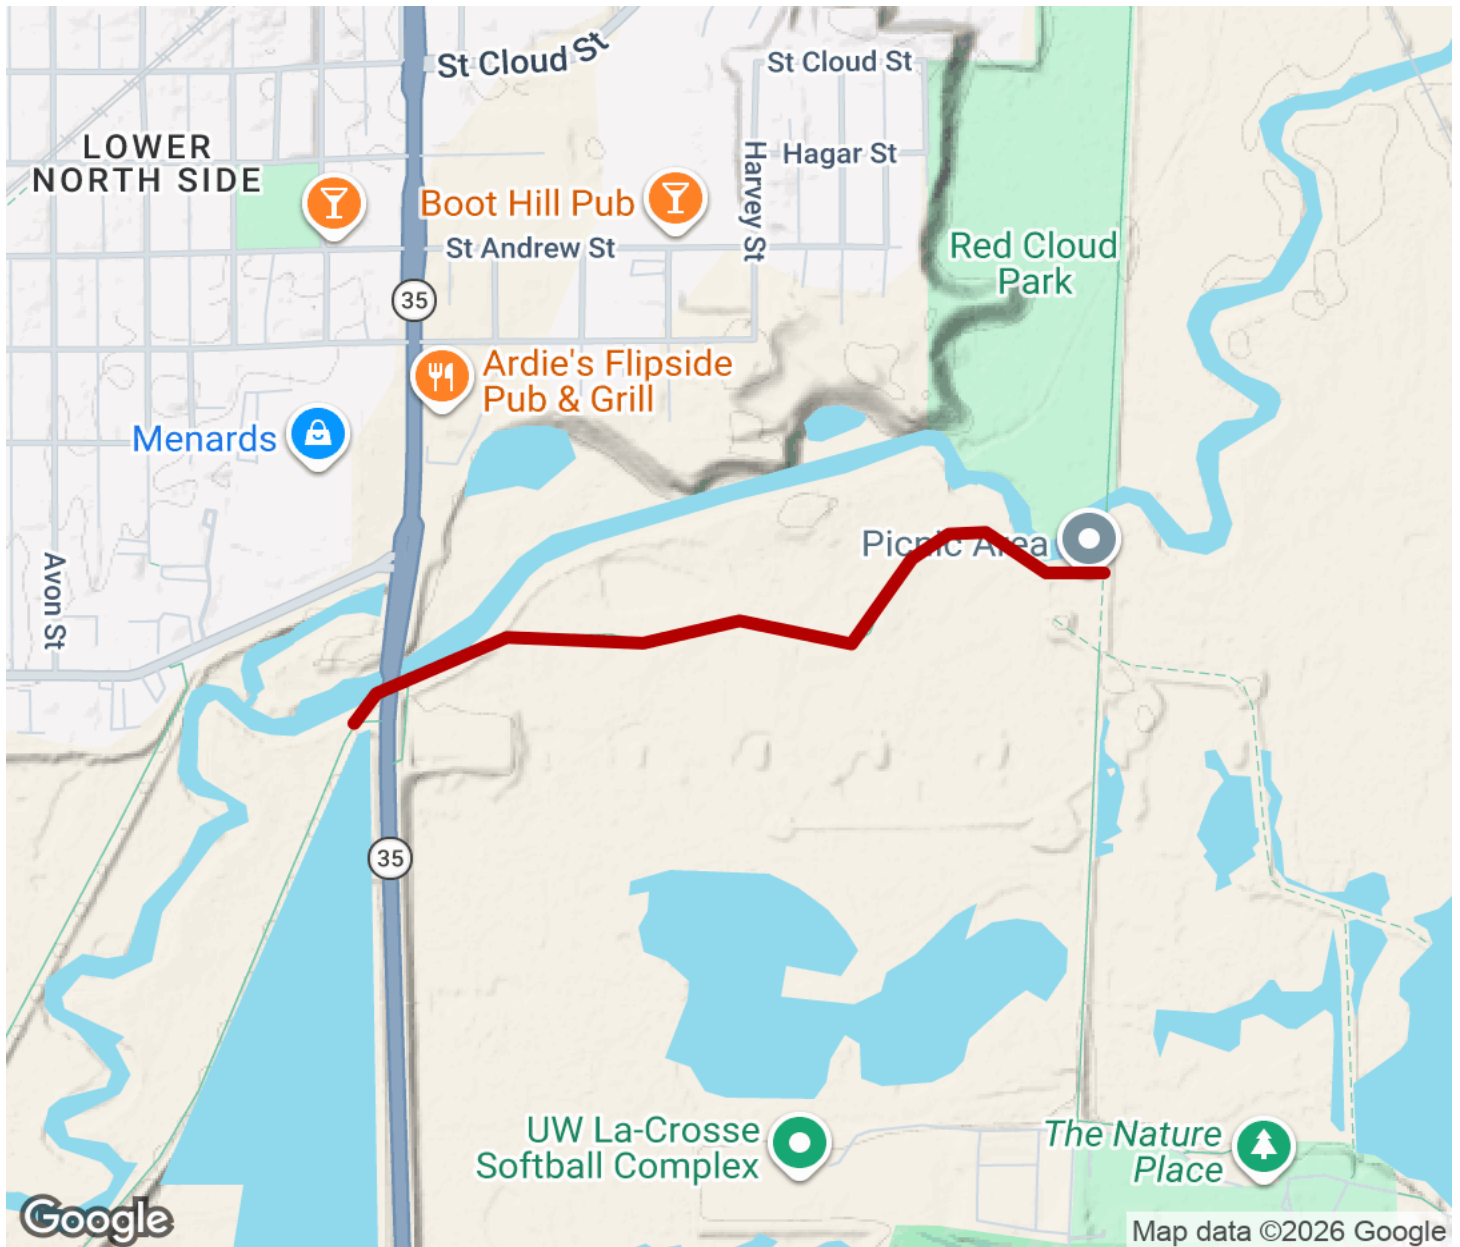 St Cloud St
St Cloud St
LOWER
NORTH SIDE
Harvey St
Hagar St
Boot Hill Pub
St Andrew St
Red Cloud
Park
35
Ardie's Flipside
Pub & Grill
Menards
Picnic Area
Avon St
35
UW La-Crosse
Softball Complex
The Nature
Place
Google
Map data ©2026 Google